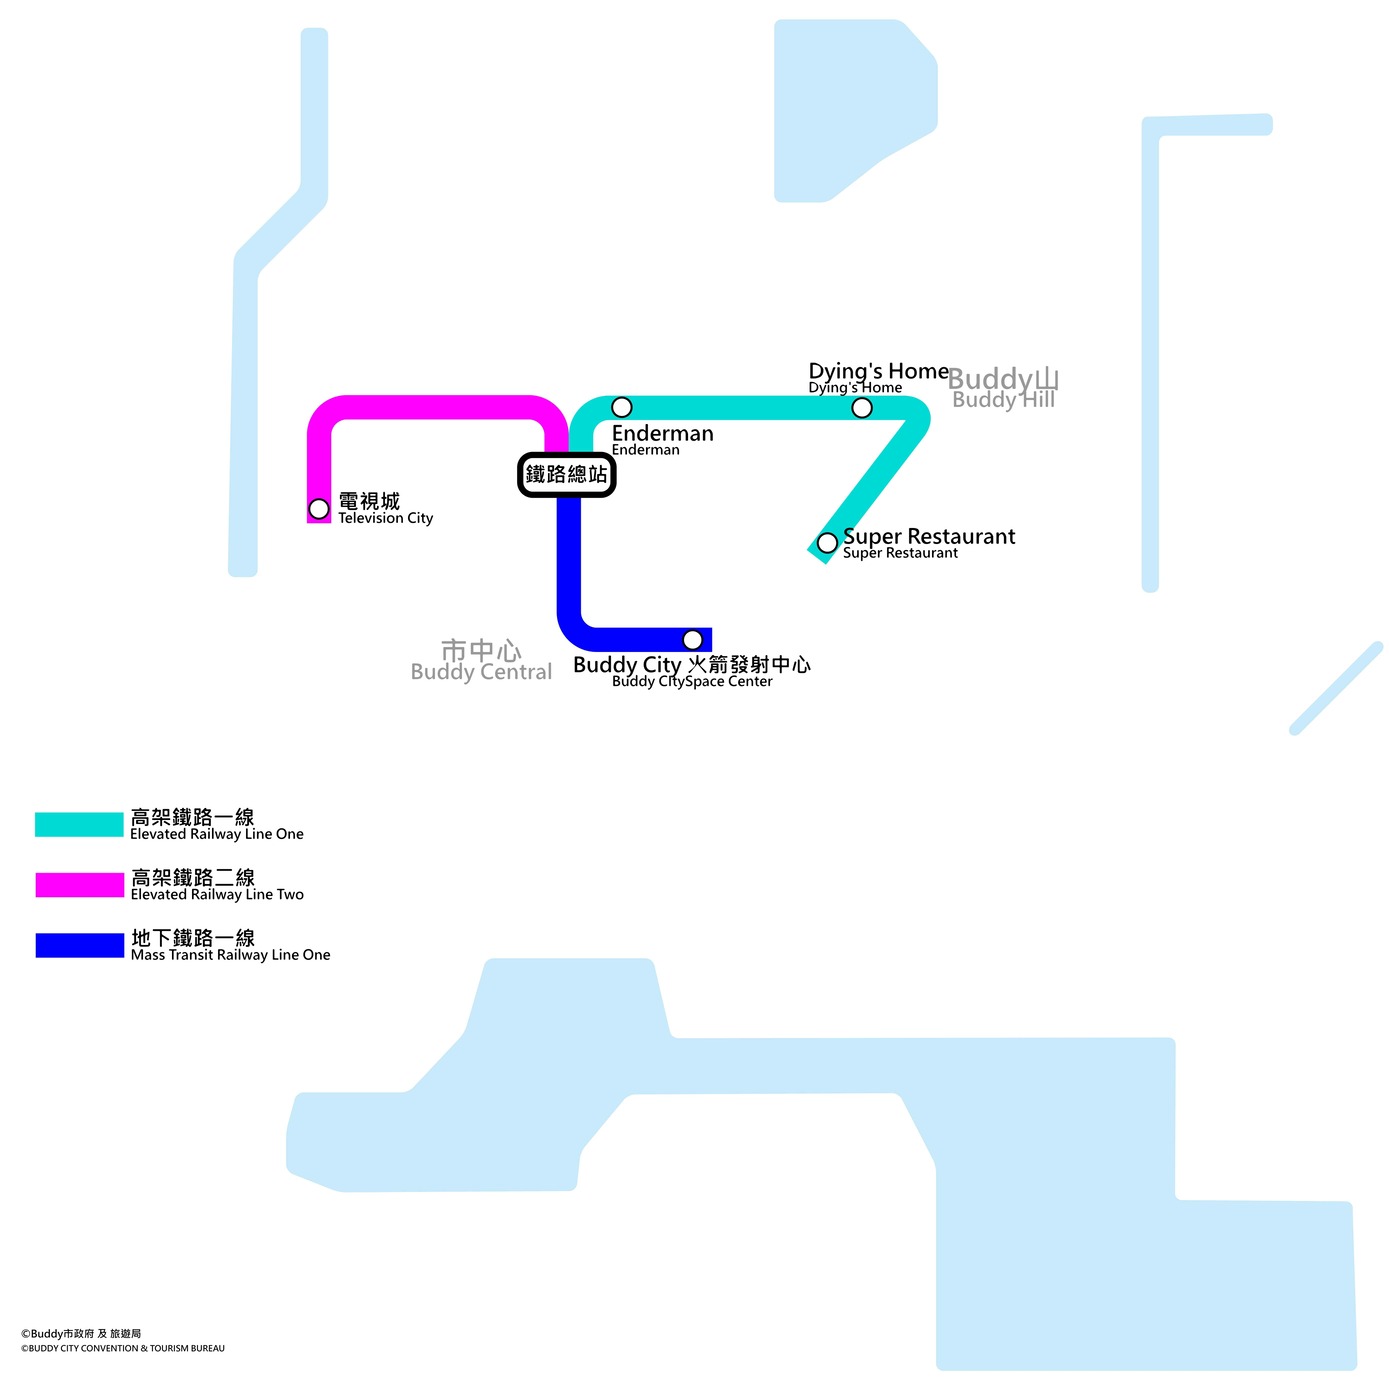 Dying's Home
Dying's Home
Buddy山
Buddy Hill
Enderman
Enderman
鐵路總站
電視城
Television City
Super Restaurant
Super Restaurant
市中心
Buddy Central
Buddy City 火箭發射中心
Buddy CItySpace Center
高架鐵路一線
Elevated Railway Line One
高架鐵路二線
Elevated Railway Line Two
地下鐵路一線
Mass Transit Railway Line One
©Buddy市政府 及 旅遊局
©BUDDY CITY CONVENTION & TOURISM BUREAU